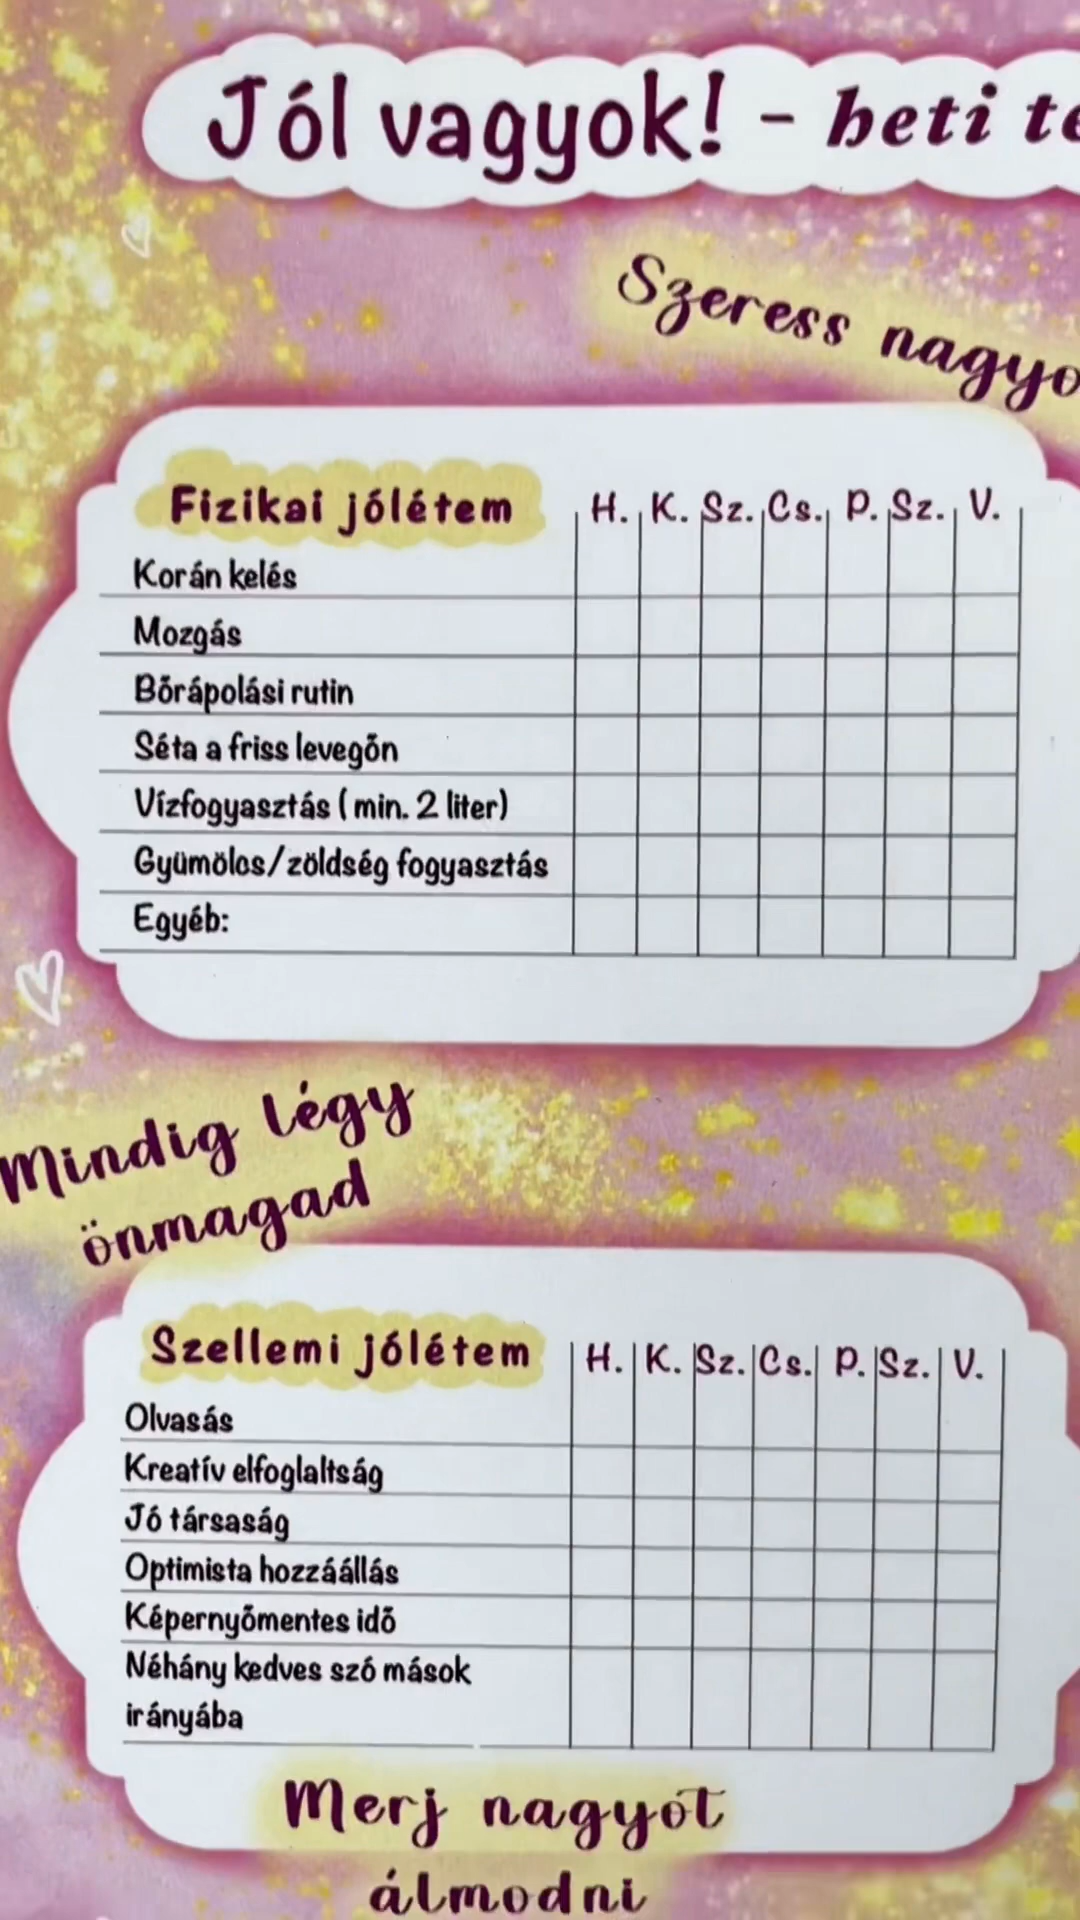 Jól vagyok! - heti
Szeress
Fizikai jólétem H. K. Sz. Cs. P. Sz. V.
Korán kelés
Mozgás
Bőrápolási rutin
Séta a friss levegőn
Vízfogyasztás ( min. 2 liter)
Gyümölcs/zöldség fogyasztás
Egyéb:
Mindig légy
önmagad
Szellemi jólétem H. K. Sz. Cs. P. Sz. V.
Olvasás
Kreatív elfoglaltság
Jó társaság
Optimista hozzáállás
Képernyőmentes idő
Néhány kedves szó mások
irányába
Merj nagyot
álmodni